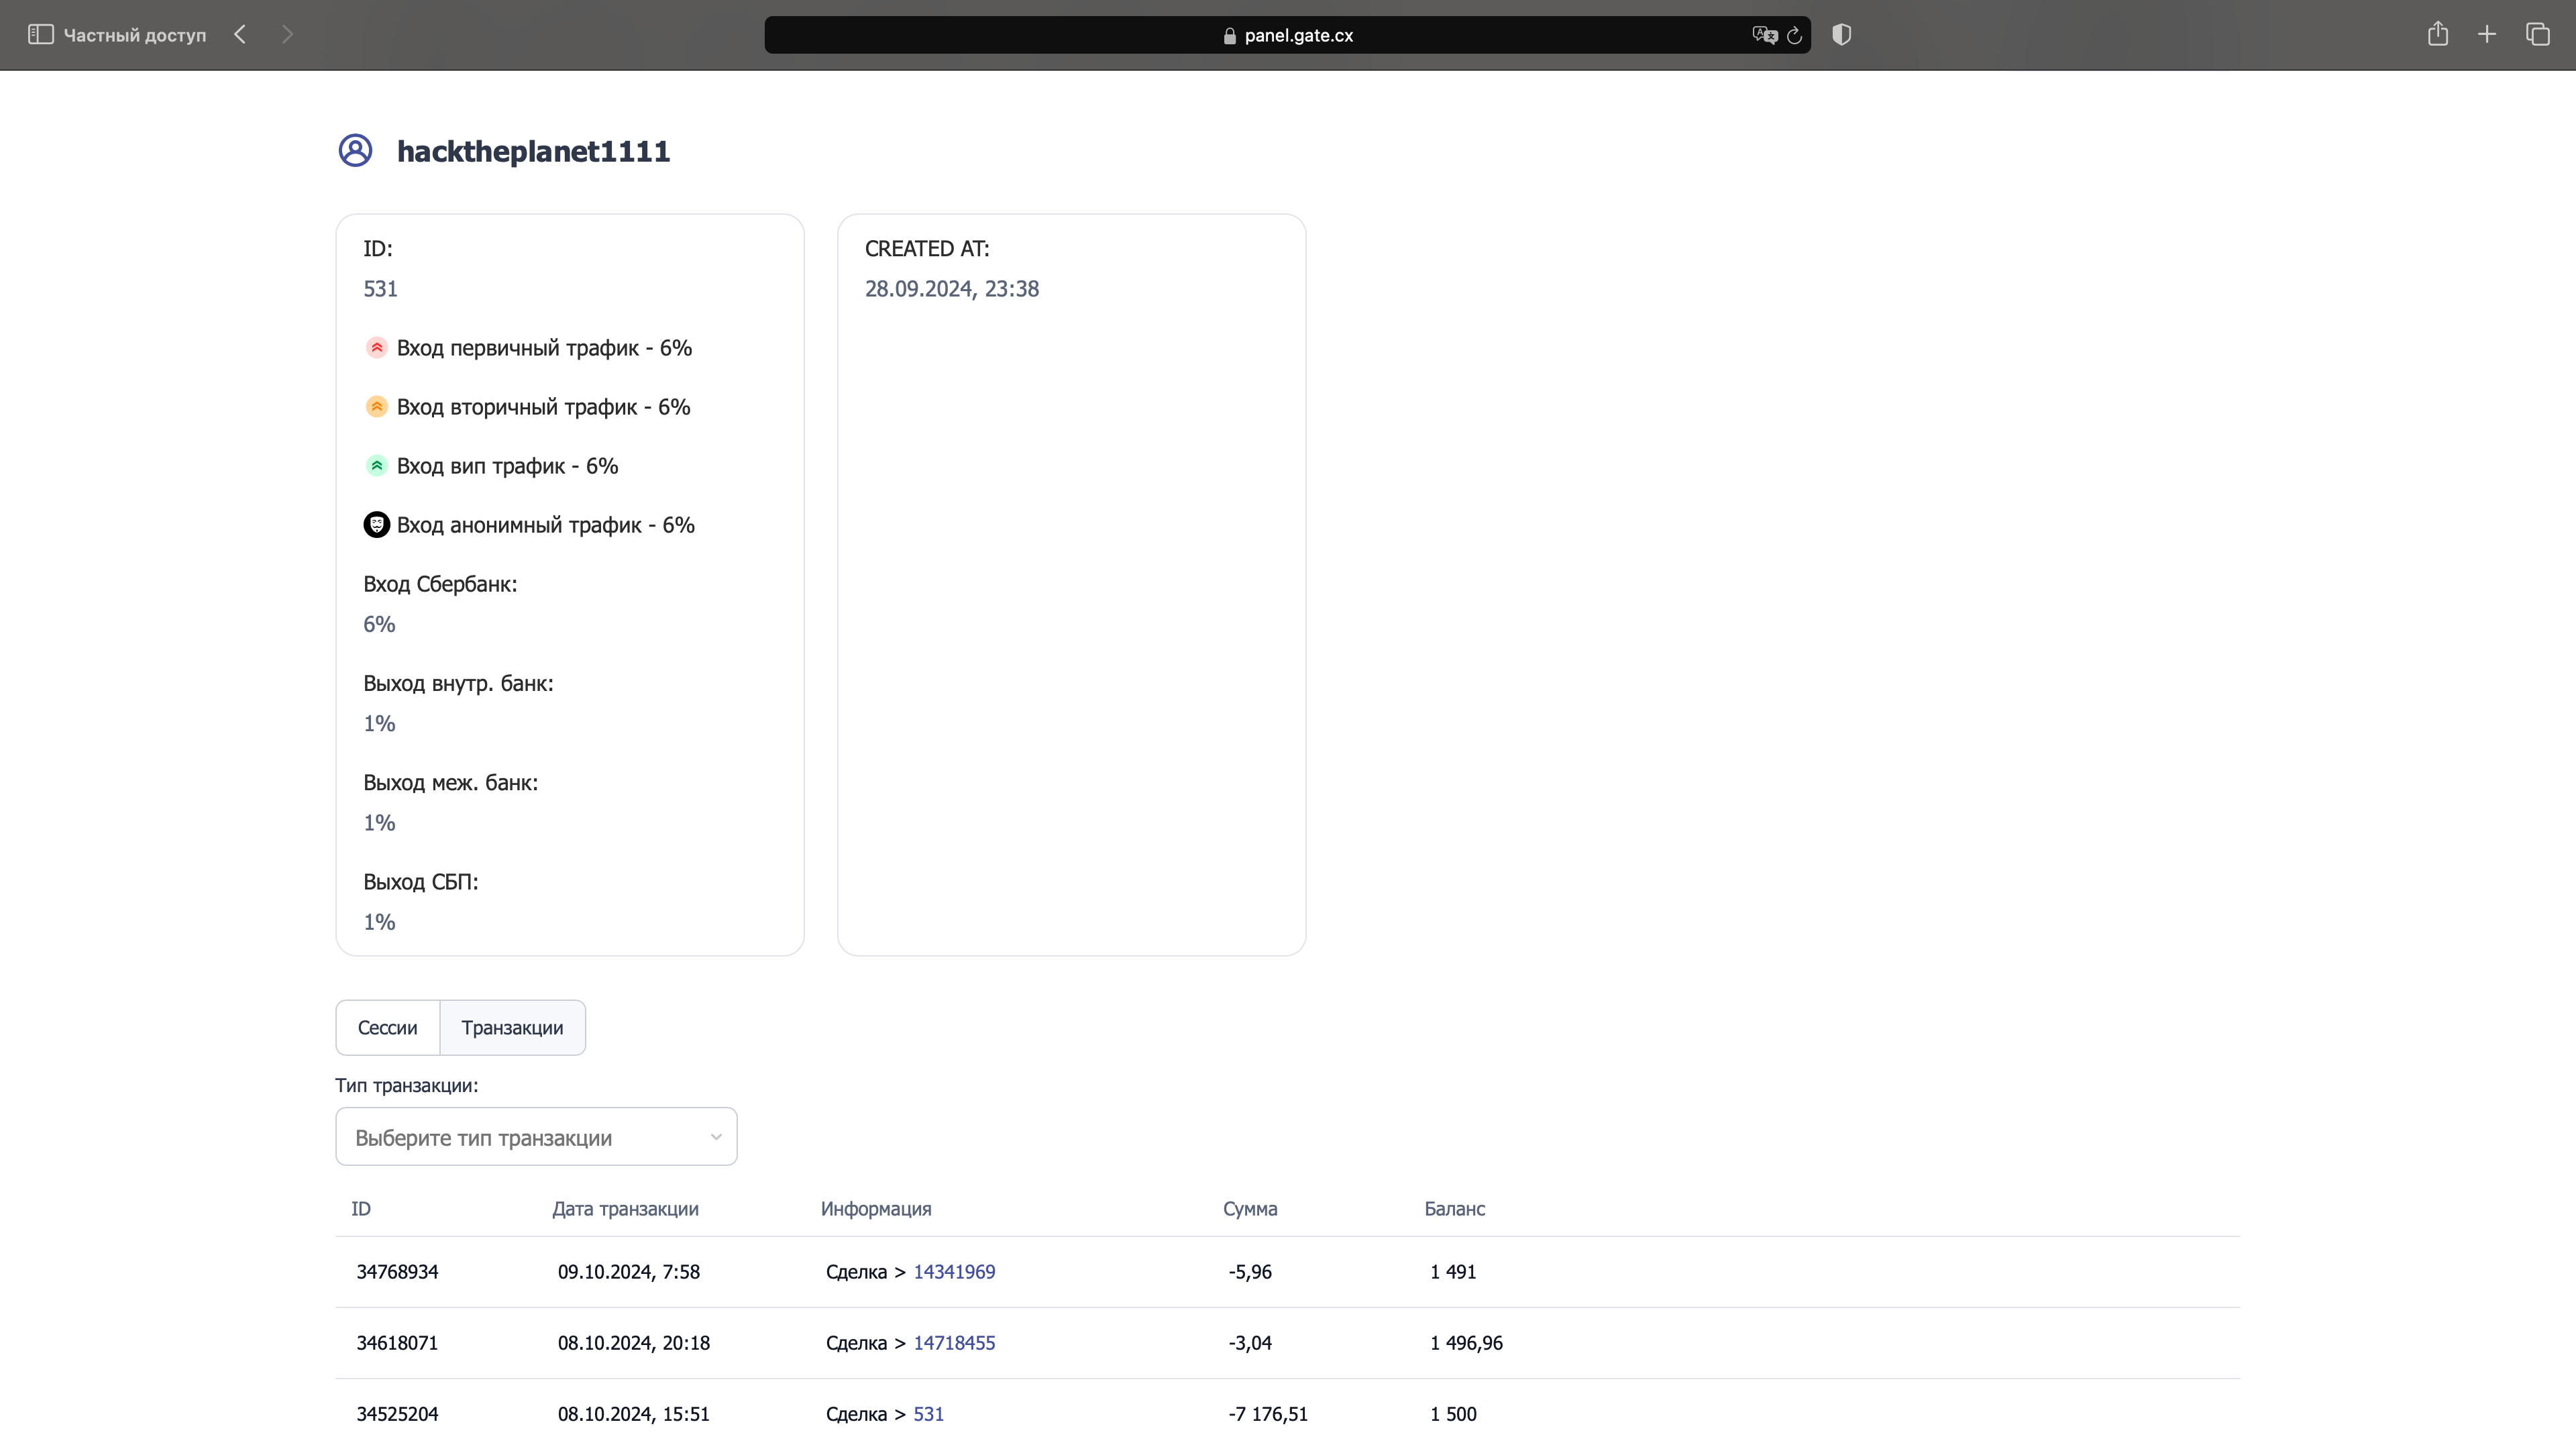 Частный доступ
panel.gate.cx
hacktheplanet1111
ID:
531
Вход первичный трафик - 6%
Вход вторичный трафик - 6%
Вход вип трафик - 6%
Вход анонимный трафик - 6%
Вход Сбербанк:
6%
Выход внутр. банк:
1%
Выход меж. банк:
1%
Выход СБП:
1%
CREATED AT:
28.09.2024, 23:38
Сессии Транзакции
Тип транзакции:
Выберите тип транзакции
ID Дата транзакции Информация Сумма Баланс
34768934 09.10.2024, 7:58 Сделка > 14341969 -5,96 1 491
34618071 08.10.2024, 20:18 Сделка > 14718455 -3,04 1 496,96
34525204 08.10.2024, 15:51 Сделка > 531 -7 176,51 1 500